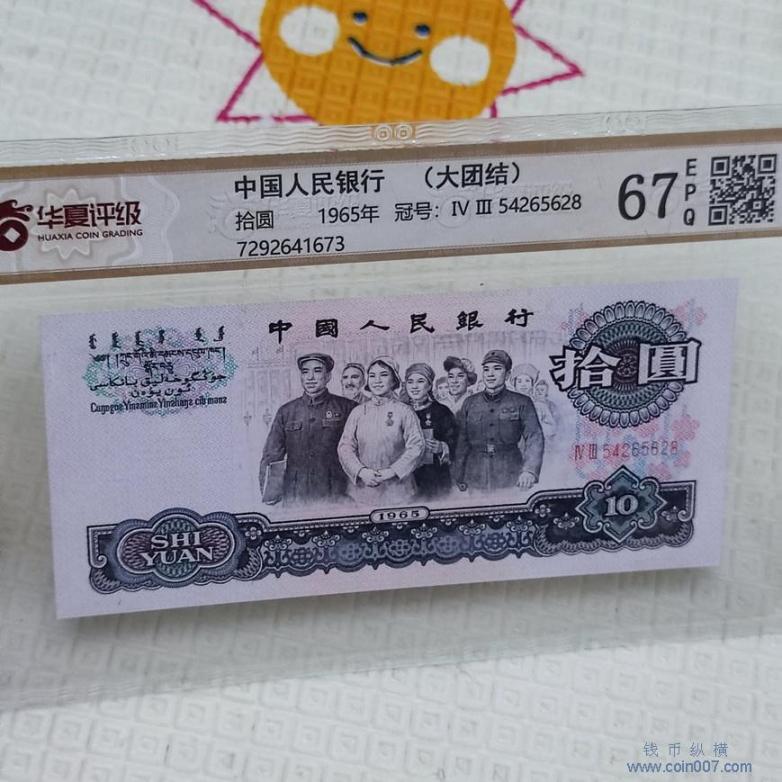 华夏评级
HUAXIA COIN GRADING
中国人民银行 （大团结）
拾圆 1965年 冠号: Ⅳ Ⅲ 54265628
7292641673
67
EPQ
中國人民銀行
拾圓
Ⅳ Ⅲ 54265628
1965
SHI
YUAN
10
钱币纵横
www.coin007.com